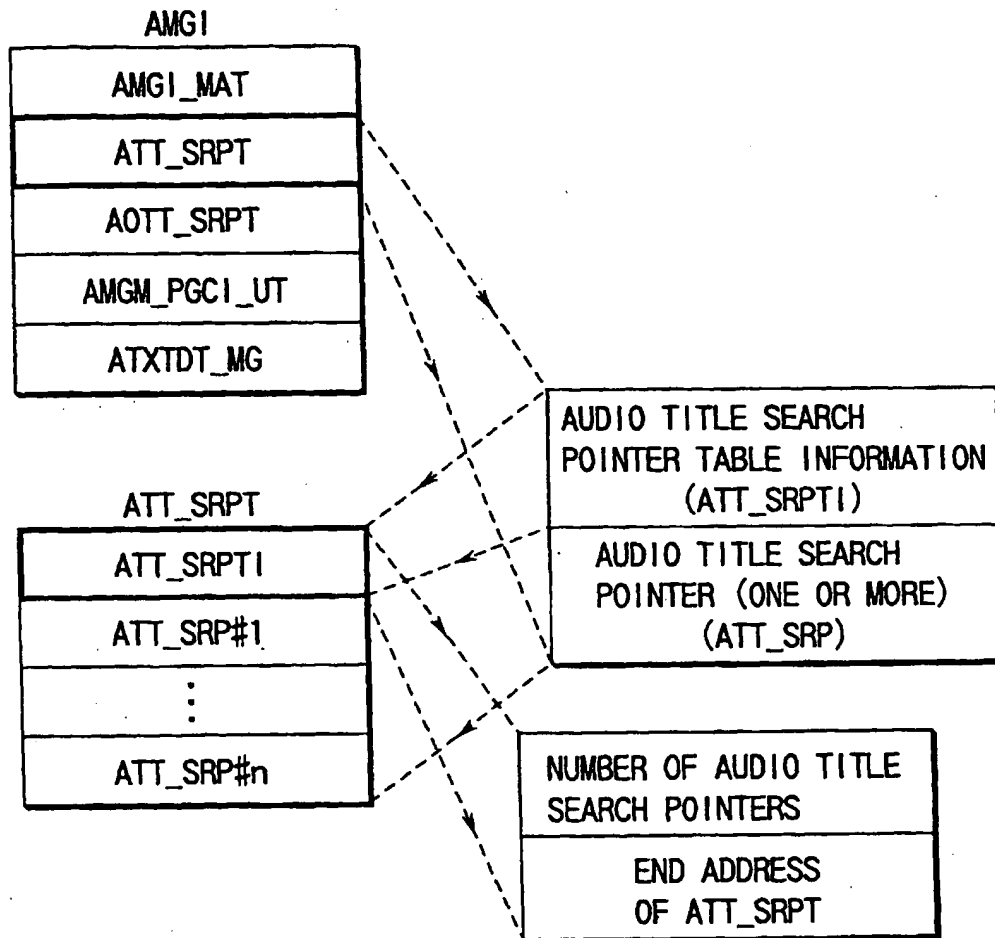 AMGI
AMGI_MAT
ATT_SRPT
AOTT_SRPT
AMGM_PGCI_UT
ATXTDT_MG
AUDIO TITLE SEARCH
POINTER TABLE INFORMATION
(ATT_SRPTI)
AUDIO TITLE SEARCH
POINTER (ONE OR MORE)
(ATT_SRP)
ATT_SRPT
ATT_SRPTI
ATT_SRP#1
⋮
ATT_SRP#n
NUMBER OF AUDIO TITLE
SEARCH POINTERS
END ADDRESS
OF ATT_SRPT